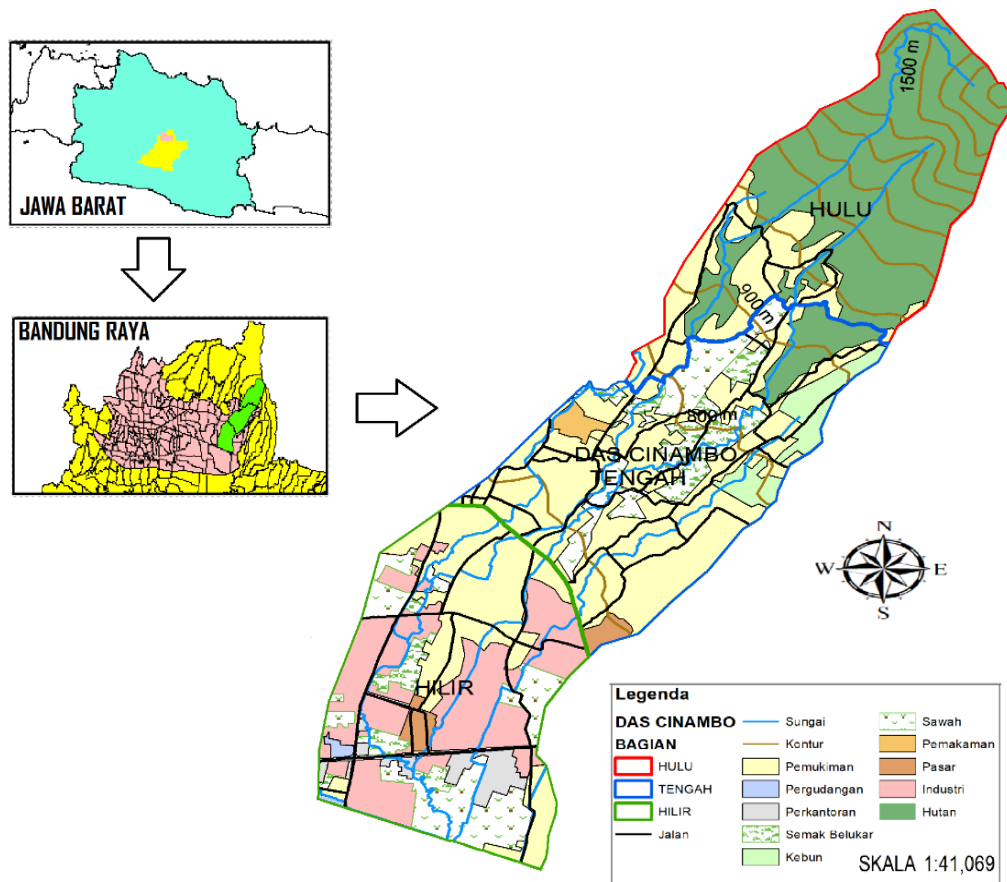 JAWA BARAT
BANDUNG RAYA
1500 m
HULU
900 m
800 m
DAS CINAMBO
TENGAH
HILIR
N
W
E
S
Legenda
DAS CINAMBO
BAGIAN
HULU
TENGAH
HILIR
Jalan
Sungai
Kontur
Pemukiman
Pergudangan
Perkantoran
Semak Belukar
Kebun
Sawah
Pemakaman
Pasar
Industri
Hutan
SKALA 1:41,069